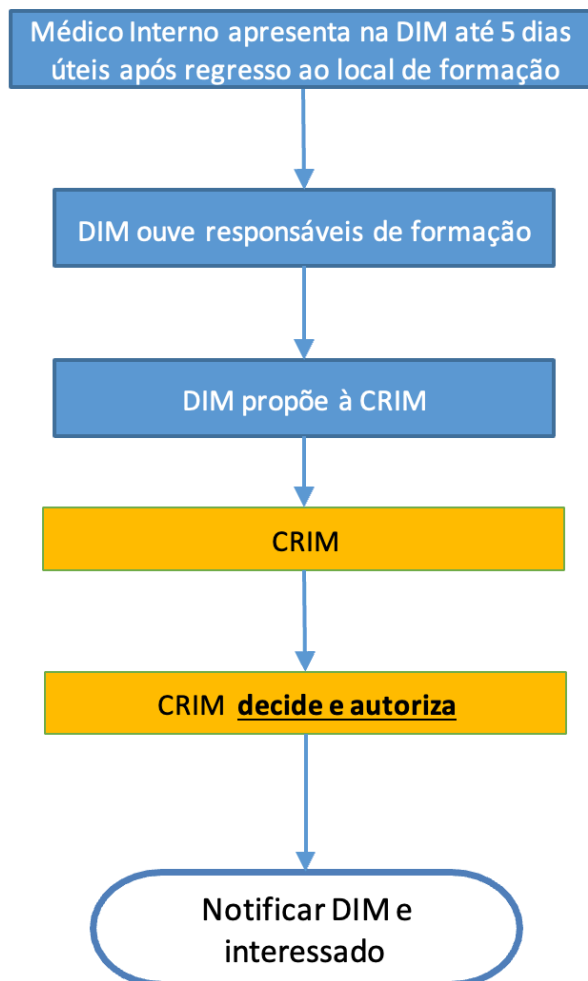 Médico Interno apresenta na DIM até 5 dias
úteis após regresso ao local de formação
DIM ouve responsáveis de formação
DIM propõe à CRIM
CRIM
CRIM decide e autoriza
Notificar DIM e
interessado